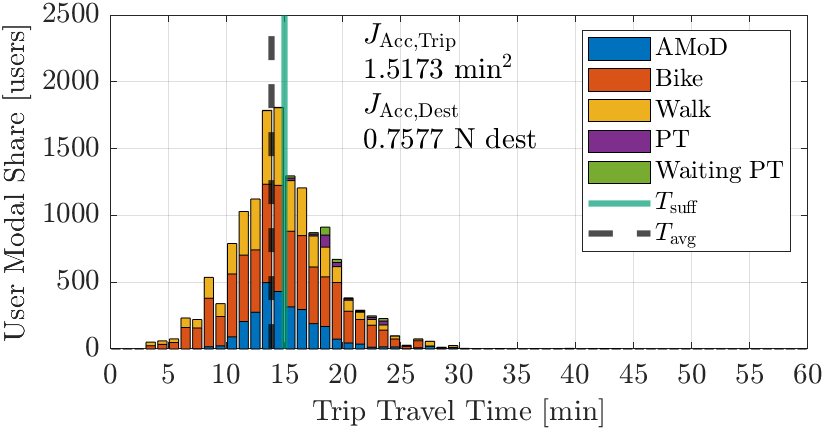 User Modal Share [users]
2500
2000
1500
1000
500
0
J_Acc,Trip
1.5173 min²
J_Acc,Dest
0.7577 N dest
AMoD
Bike
Walk
PT
Waiting PT
T_suff
T_avg
0 5 10 15 20 25 30 35 40 45 50 55 60
Trip Travel Time [min]